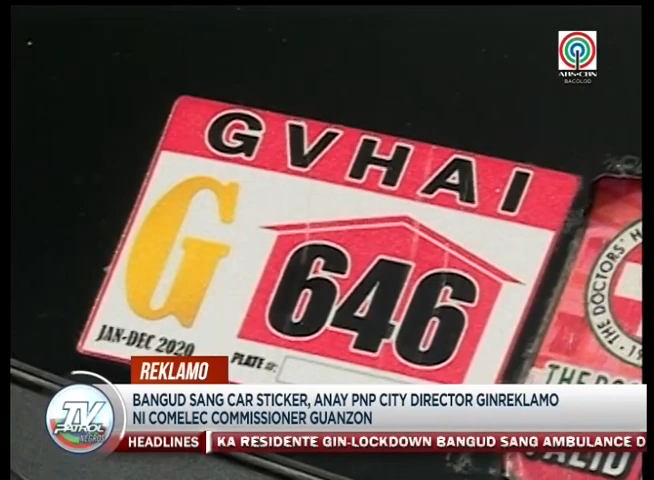 ABS-CBN
BACOLOD
GVHAI
G
646
JAN-DEC 2020
PLATE #:
THE DOCTORS' H
REKLAMO
BANGUD SANG CAR STICKER, ANAY PNP CITY DIRECTOR GINREKLAMO
NI COMELEC COMMISSIONER GUANZON
TV
PATROL
NEGROS
HEADLINES
KA RESIDENTE GIN-LOCKDOWN BANGUD SANG AMBULANCE D